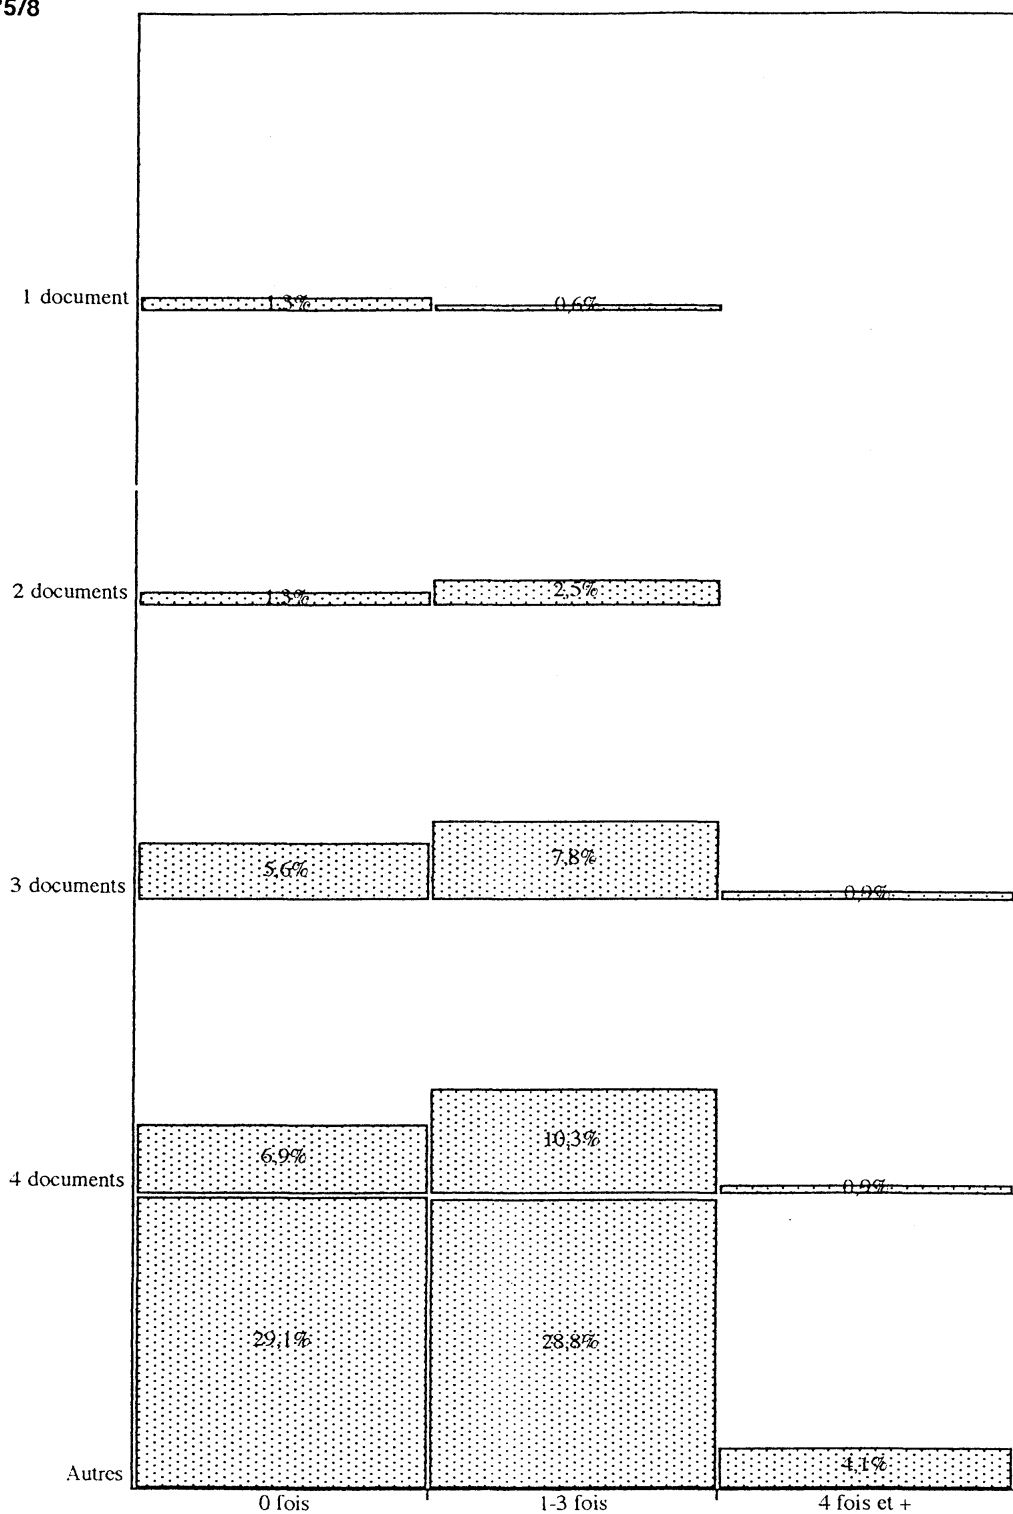 75/8
1 document 1,3% 0,6%
2 documents 1,3% 2,5%
3 documents 5,6% 7,8% 0,9%
4 documents 6,9% 10,3% 0,9%
29,1% 28,8%
Autres 4,1%
0 fois 1-3 fois 4 fois et +